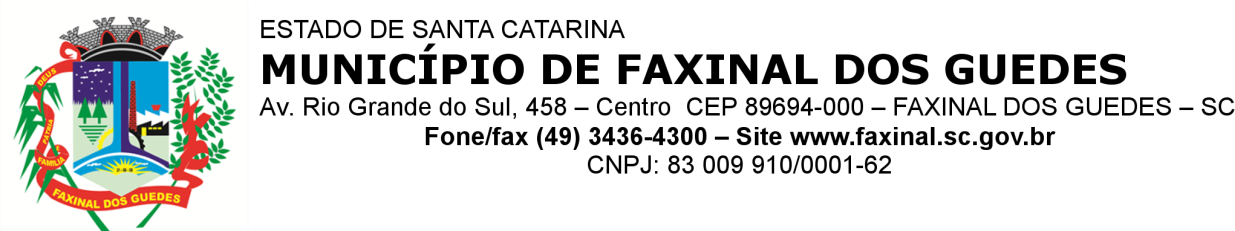 ESTADO DE SANTA CATARINA
MUNICÍPIO DE FAXINAL DOS GUEDES
Av. Rio Grande do Sul, 458 – Centro  CEP 89694-000 – FAXINAL DOS GUEDES – SC
Fone/fax (49) 3436-4300 – Site www.faxinal.sc.gov.br
CNPJ: 83 009 910/0001-62
DEUS
PÁTRIA
FAMÍLIA
FAXINAL DOS GUEDES